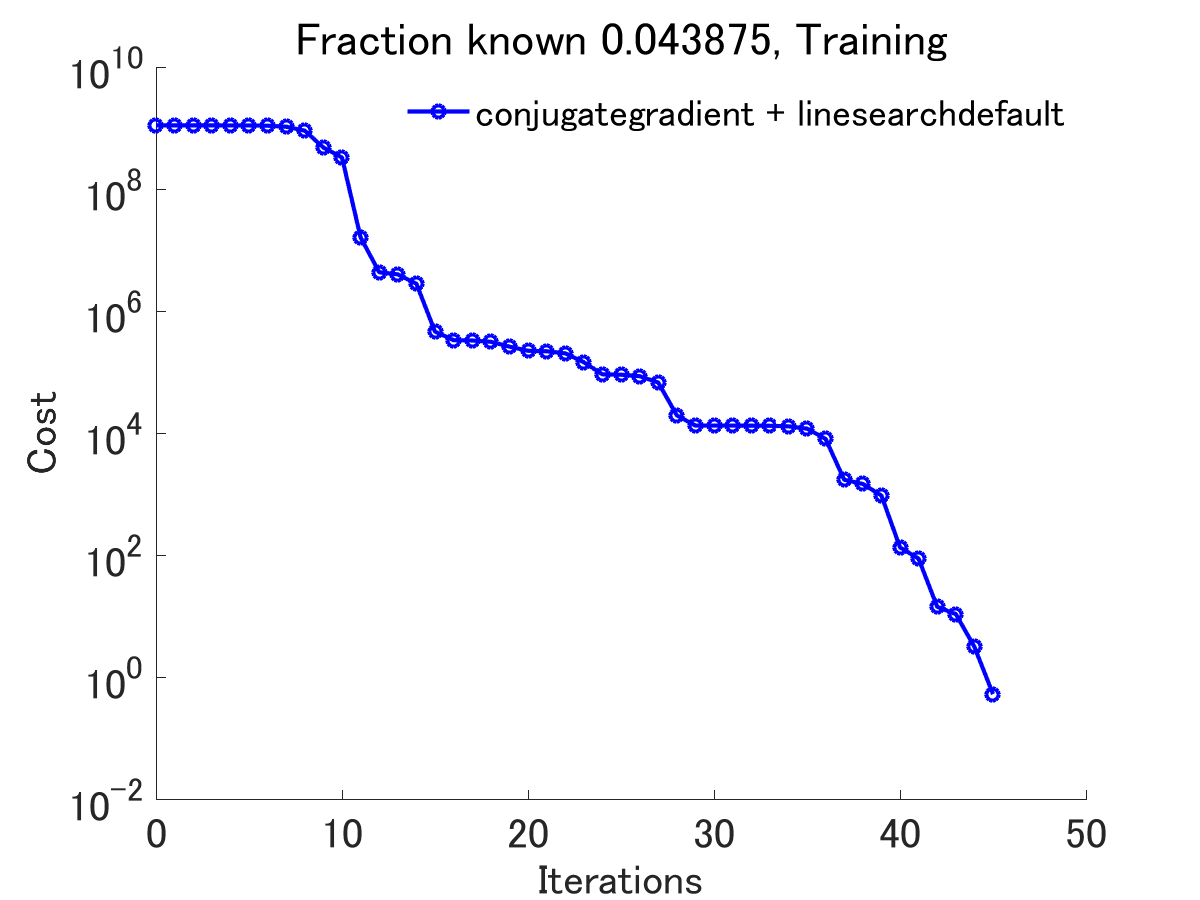 Fraction known 0.043875, Training
conjugategradient + linesearchdefault
10^10
10^8
10^6
10^4
10^2
10^0
10^-2
Cost
0 10 20 30 40 50
Iterations